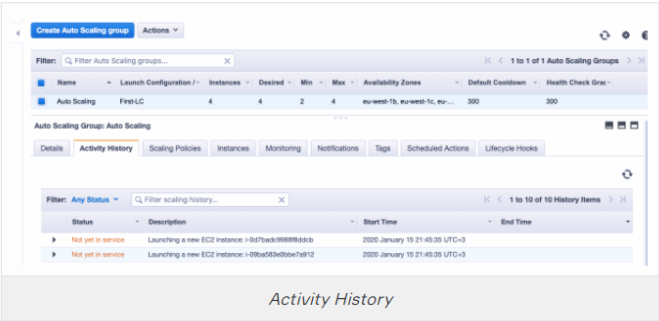 Create Auto Scaling group Actions
Filter: Filter Auto Scaling groups... 1 to 1 of 1 Auto Scaling Groups
Name Launch Configuration / Instances Desired Min Max Availability Zones Default Cooldown Health Check Grac
Auto Scaling First-LC 4 4 2 4 eu-west-1b, eu-west-1c, eu-... 300 300
Auto Scaling Group: Auto Scaling
Details Activity History Scaling Policies Instances Monitoring Notifications Tags Scheduled Actions Lifecycle Hooks
Filter: Any Status Filter scaling history... 1 to 10 of 10 History Items
Status Description Start Time End Time
Not yet in service Launching a new EC2 instance: i-0d7badc9988f8ddcb 2020 January 15 21:45:35 UTC+3
Not yet in service Launching a new EC2 instance: i-09ba583e0bbe7a912 2020 January 15 21:45:35 UTC+3
Activity History